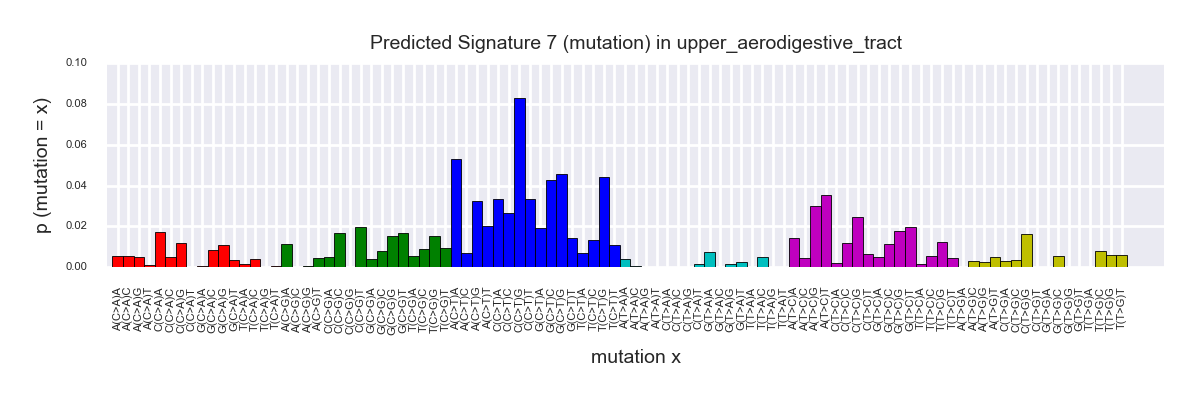 Predicted Signature 7 (mutation) in upper_aerodigestive_tract
p (mutation = x)
0.10
0.08
0.06
0.04
0.02
0.00
A(C>A)A
A(C>A)C
A(C>A)G
A(C>A)T
C(C>A)A
C(C>A)C
C(C>A)G
C(C>A)T
G(C>A)A
G(C>A)C
G(C>A)G
G(C>A)T
T(C>A)A
T(C>A)C
T(C>A)G
T(C>A)T
A(C>G)A
A(C>G)C
A(C>G)G
A(C>G)T
C(C>G)A
C(C>G)C
C(C>G)G
C(C>G)T
G(C>G)A
G(C>G)C
G(C>G)G
G(C>G)T
T(C>G)A
T(C>G)C
T(C>G)G
T(C>G)T
A(C>T)A
A(C>T)C
A(C>T)G
A(C>T)T
C(C>T)A
C(C>T)C
C(C>T)G
C(C>T)T
G(C>T)A
G(C>T)C
G(C>T)G
G(C>T)T
T(C>T)A
T(C>T)C
T(C>T)G
T(C>T)T
A(T>A)A
A(T>A)C
A(T>A)G
A(T>A)T
C(T>A)A
C(T>A)C
C(T>A)G
C(T>A)T
G(T>A)A
G(T>A)C
G(T>A)G
G(T>A)T
T(T>A)A
T(T>A)C
T(T>A)G
T(T>A)T
A(T>C)A
A(T>C)C
A(T>C)G
A(T>C)T
C(T>C)A
C(T>C)C
C(T>C)G
C(T>C)T
G(T>C)A
G(T>C)C
G(T>C)G
G(T>C)T
T(T>C)A
T(T>C)C
T(T>C)G
T(T>C)T
A(T>G)A
A(T>G)C
A(T>G)G
A(T>G)T
C(T>G)A
C(T>G)C
C(T>G)G
C(T>G)T
G(T>G)A
G(T>G)C
G(T>G)G
G(T>G)T
T(T>G)A
T(T>G)C
T(T>G)G
T(T>G)T
mutation x